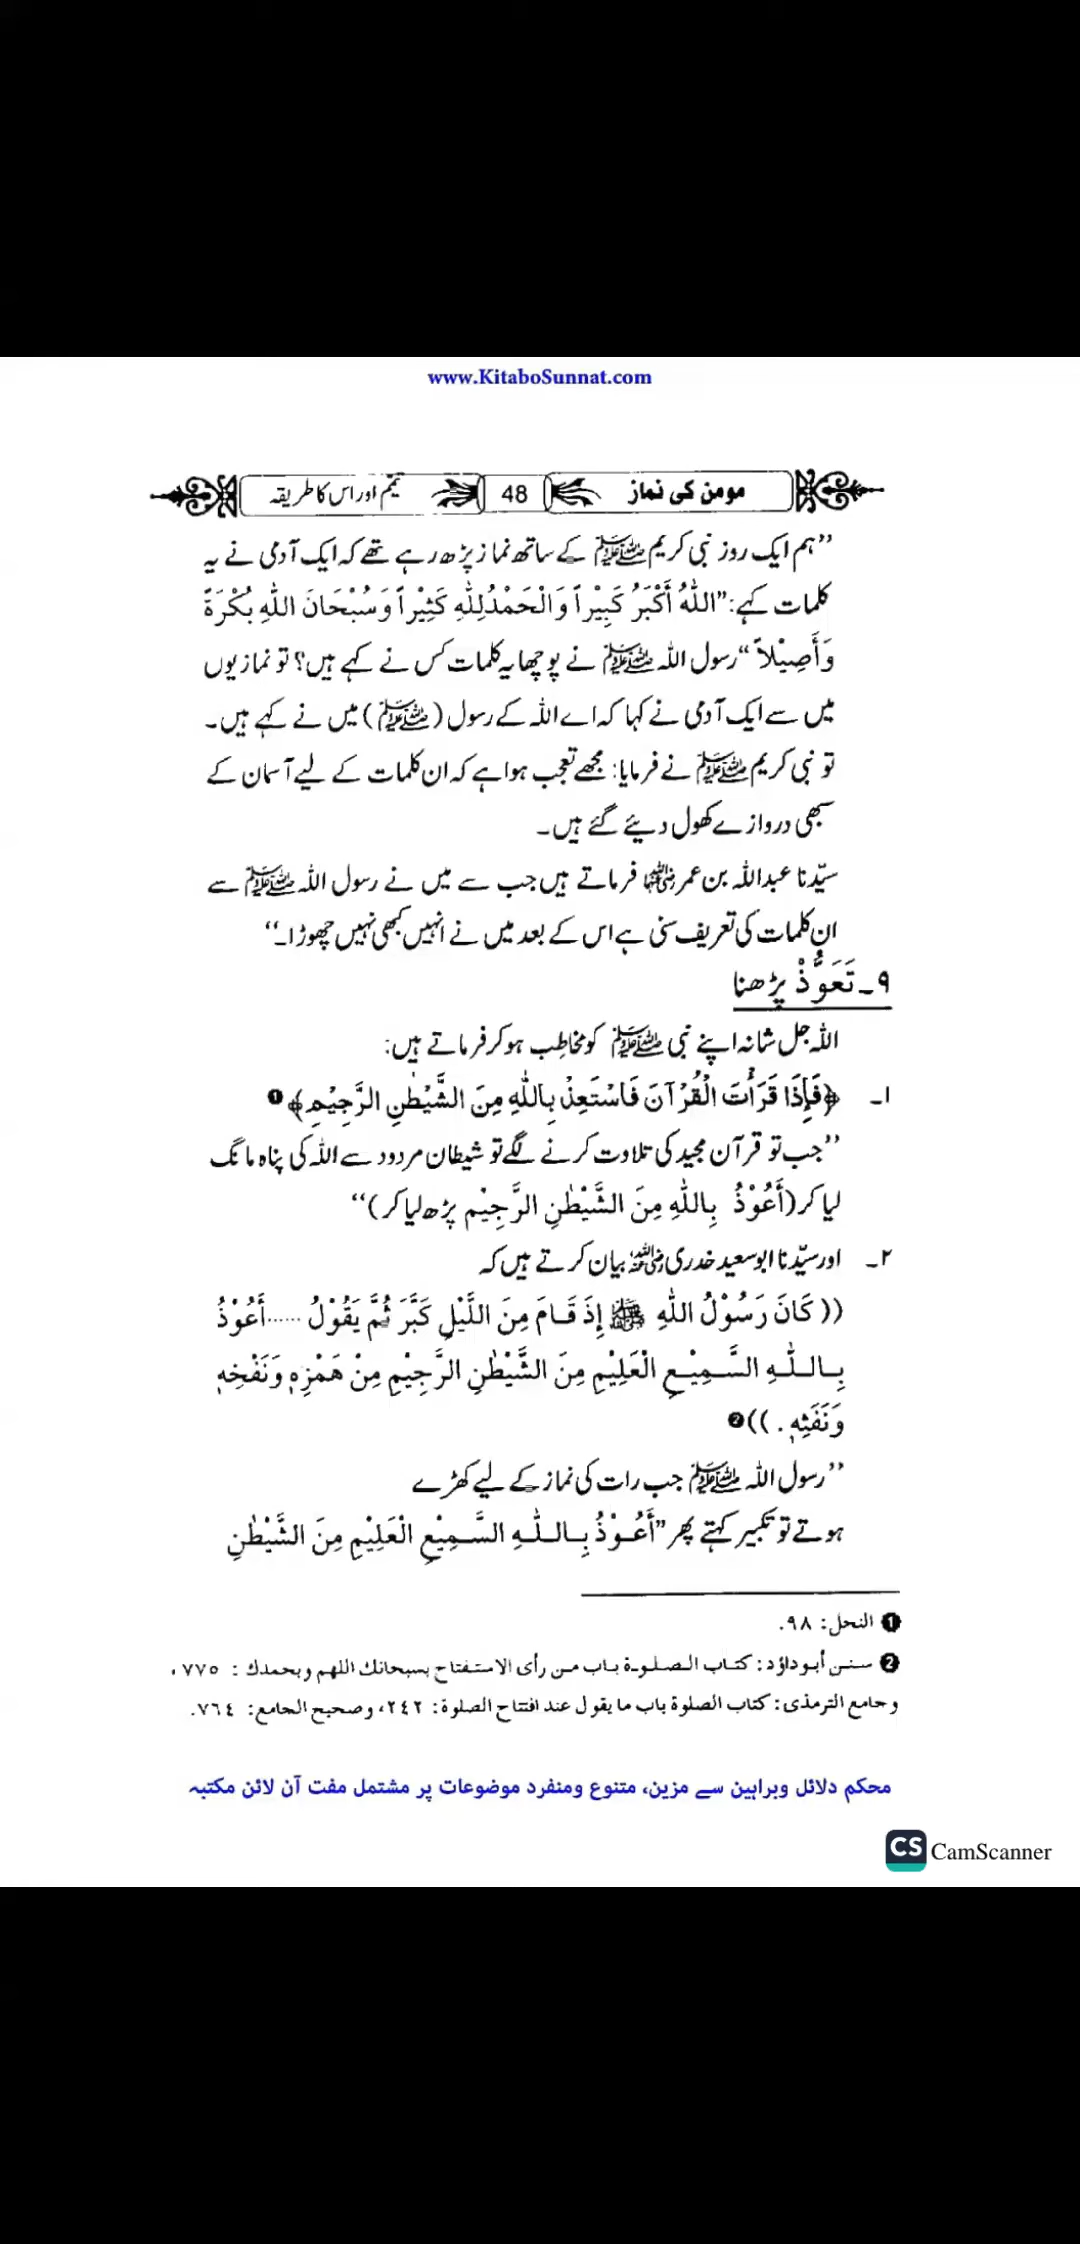 www.KitaboSunnat.com
مومن کی نماز 48 تیمّم اور اس کا طریقہ
’’ہم ایک روز نبی کریم ﷺ کے ساتھ نماز پڑھ رہے تھے کہ ایک آدمی نے یہ
کلمات کہے: ”اَللّٰهُ أَكْبَرُ كَبِيْراً وَالْحَمْدُلِلّٰهِ كَثِيْراً وَسُبْحَانَ اللّٰهِ بُكْرَةً
وَأَصِيْلاً“ رسول اللہ ﷺ نے پوچھا یہ کلمات کس نے کہے ہیں؟ تو نمازیوں
میں سے ایک آدمی نے کہا کہ اے اللہ کے رسول (ﷺ) میں نے کہے ہیں۔
تو نبی کریم ﷺ نے فرمایا: مجھے تعجب ہوا ہے کہ ان کلمات کے لیے آسمان کے
سبھی دروازے کھول دیئے گئے ہیں۔
سیّدنا عبداللہ بن عمر رضی اللہ عنہما فرماتے ہیں جب سے میں نے رسول اللہ ﷺ سے
ان کلمات کی تعریف سنی ہے اس کے بعد میں نے انہیں کبھی نہیں چھوڑا۔‘‘
۹۔ تَعَوُّذْ پڑھنا
اللہ جل شانہ اپنے نبی ﷺ کو مخاطِب ہو کر فرماتے ہیں:
۱۔ ﴿فَإِذَا قَرَأْتَ الْقُرْآنَ فَاسْتَعِذْ بِاللّٰهِ مِنَ الشَّيْطٰنِ الرَّجِيْمِ﴾❶
’’جب تو قرآن مجید کی تلاوت کرنے لگے تو شیطان مردود سے اللہ کی پناہ مانگ
لیا کر (أَعُوْذُ بِاللّٰهِ مِنَ الشَّيْطٰنِ الرَّجِيْمِ پڑھ لیا کر)‘‘
۲۔ اور سیّدنا ابوسعید خدری رضی اللہ عنہ بیان کرتے ہیں کہ
((كَانَ رَسُوْلُ اللّٰهِ ﷺ إِذَ قَامَ مِنَ اللَّيْلِ كَبَّرَ ثُمَّ يَقُوْلُ ......أَعُوْذُ
بِاللّٰهِ السَّمِيْعِ الْعَلِيْمِ مِنَ الشَّيْطٰنِ الرَّجِيْمِ مِنْ هَمْزِهٖ وَنَفْخِهٖ
وَنَفَثِهٖ . ))❷
’’رسول اللہ ﷺ جب رات کی نماز کے لیے کھڑے
ہوتے تو تکبیر کہتے پھر ”أَعُوْذُ بِاللّٰهِ السَّمِيْعِ الْعَلِيْمِ مِنَ الشَّيْطٰنِ
❶ النحل: ۹۸.
❷ سنن أبوداؤد: كتاب الصلوة باب من رأى الاستفتاح بسبحانك اللهم وبحمدك : ۷۷۵،
وجامع الترمذى: كتاب الصلوة باب ما يقول عند افتتاح الصلوة: ۲۴۲، وصحيح الجامع: ۷۶۴.
محکم دلائل وبراہین سے مزین، متنوع ومنفرد موضوعات پر مشتمل مفت آن لائن مکتبہ
CS CamScanner